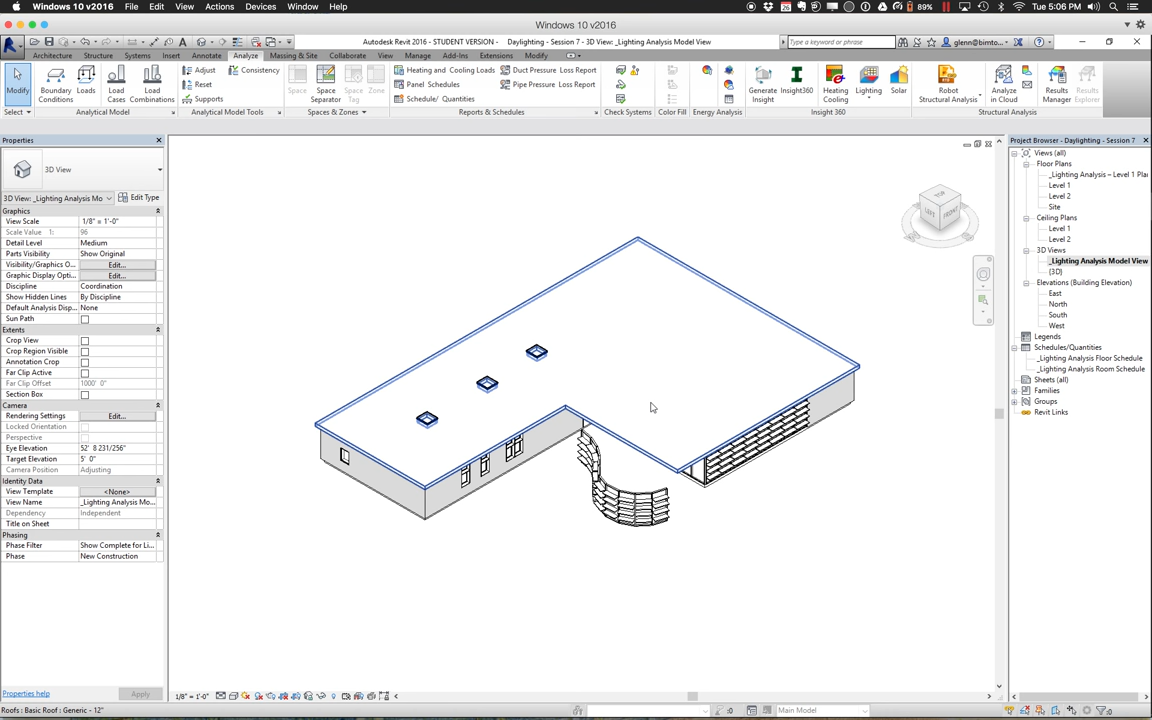 Windows 10 v2016 File Edit View Actions Devices Window Help 26 89% Tue 5:06 PM
Windows 10 v2016
Autodesk Revit 2016 - STUDENT VERSION - Daylighting - Session 7 - 3D View: _Lighting Analysis Model View Type a keyword or phrase glenn@bimto...
Architecture Structure Systems Insert Annotate Analyze Massing & Site Collaborate View Manage Add-Ins Extensions Modify
Modify Boundary Conditions Loads Load Cases Load Combinations Adjust Reset Supports Consistency Space Space Separator Space Tag Zone Heating and Cooling Loads Panel Schedules Schedule/ Quantities Duct Pressure Loss Report Pipe Pressure Loss Report Generate Insight Insight360 Heating Cooling Lighting Solar Robot Structural Analysis Analyze in Cloud Results Manager Results Explorer
Select Analytical Model Analytical Model Tools Spaces & Zones Reports & Schedules Check Systems Color Fill Energy Analysis Insight 360 Structural Analysis
Properties
3D View
3D View: _Lighting Analysis Mo Edit Type
Graphics
View Scale 1/8" = 1'-0"
Scale Value 1: 96
Detail Level Medium
Parts Visibility Show Original
Visibility/Graphics O... Edit...
Graphic Display Opti... Edit...
Discipline Coordination
Show Hidden Lines By Discipline
Default Analysis Disp... None
Sun Path
Extents
Crop View
Crop Region Visible
Annotation Crop
Far Clip Active
Far Clip Offset 1000' 0"
Section Box
Camera
Rendering Settings Edit...
Locked Orientation
Perspective
Eye Elevation 52' 8 231/256"
Target Elevation 5' 0"
Camera Position Adjusting
Identity Data
View Template <None>
View Name _Lighting Analysis Mo...
Dependency Independent
Title on Sheet
Phasing
Phase Filter Show Complete for Li...
Phase New Construction
Properties help Apply
TOP
LEFT
FRONT
Project Browser - Daylighting - Session 7
Views (all)
Floor Plans
_Lighting Analysis – Level 1 Pla
Level 1
Level 2
Site
Ceiling Plans
Level 1
Level 2
3D Views
_Lighting Analysis Model View
{3D}
Elevations (Building Elevation)
East
North
South
West
Legends
Schedules/Quantities
_Lighting Analysis Floor Schedule
_Lighting Analysis Room Schedule
Sheets (all)
Families
Groups
Revit Links
1/8" = 1'-0"
Roofs : Basic Roof : Generic - 12" :0 Main Model :0